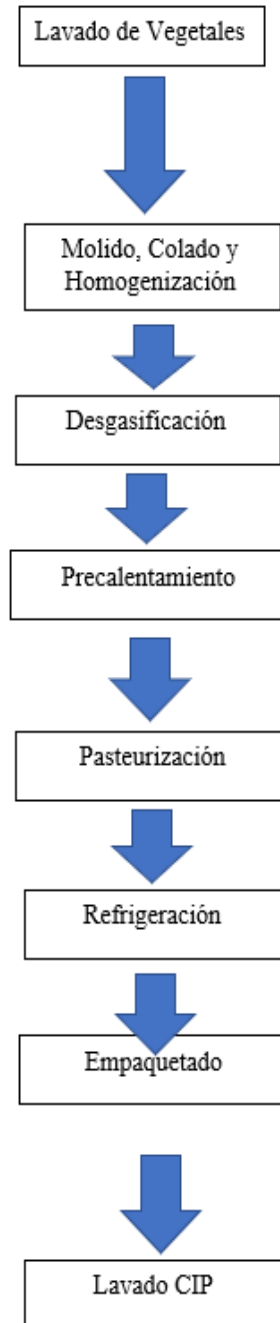 Lavado de Vegetales
Molido, Colado y
Homogenización
Desgasificación
Precalentamiento
Pasteurización
Refrigeración
Empaquetado
Lavado CIP